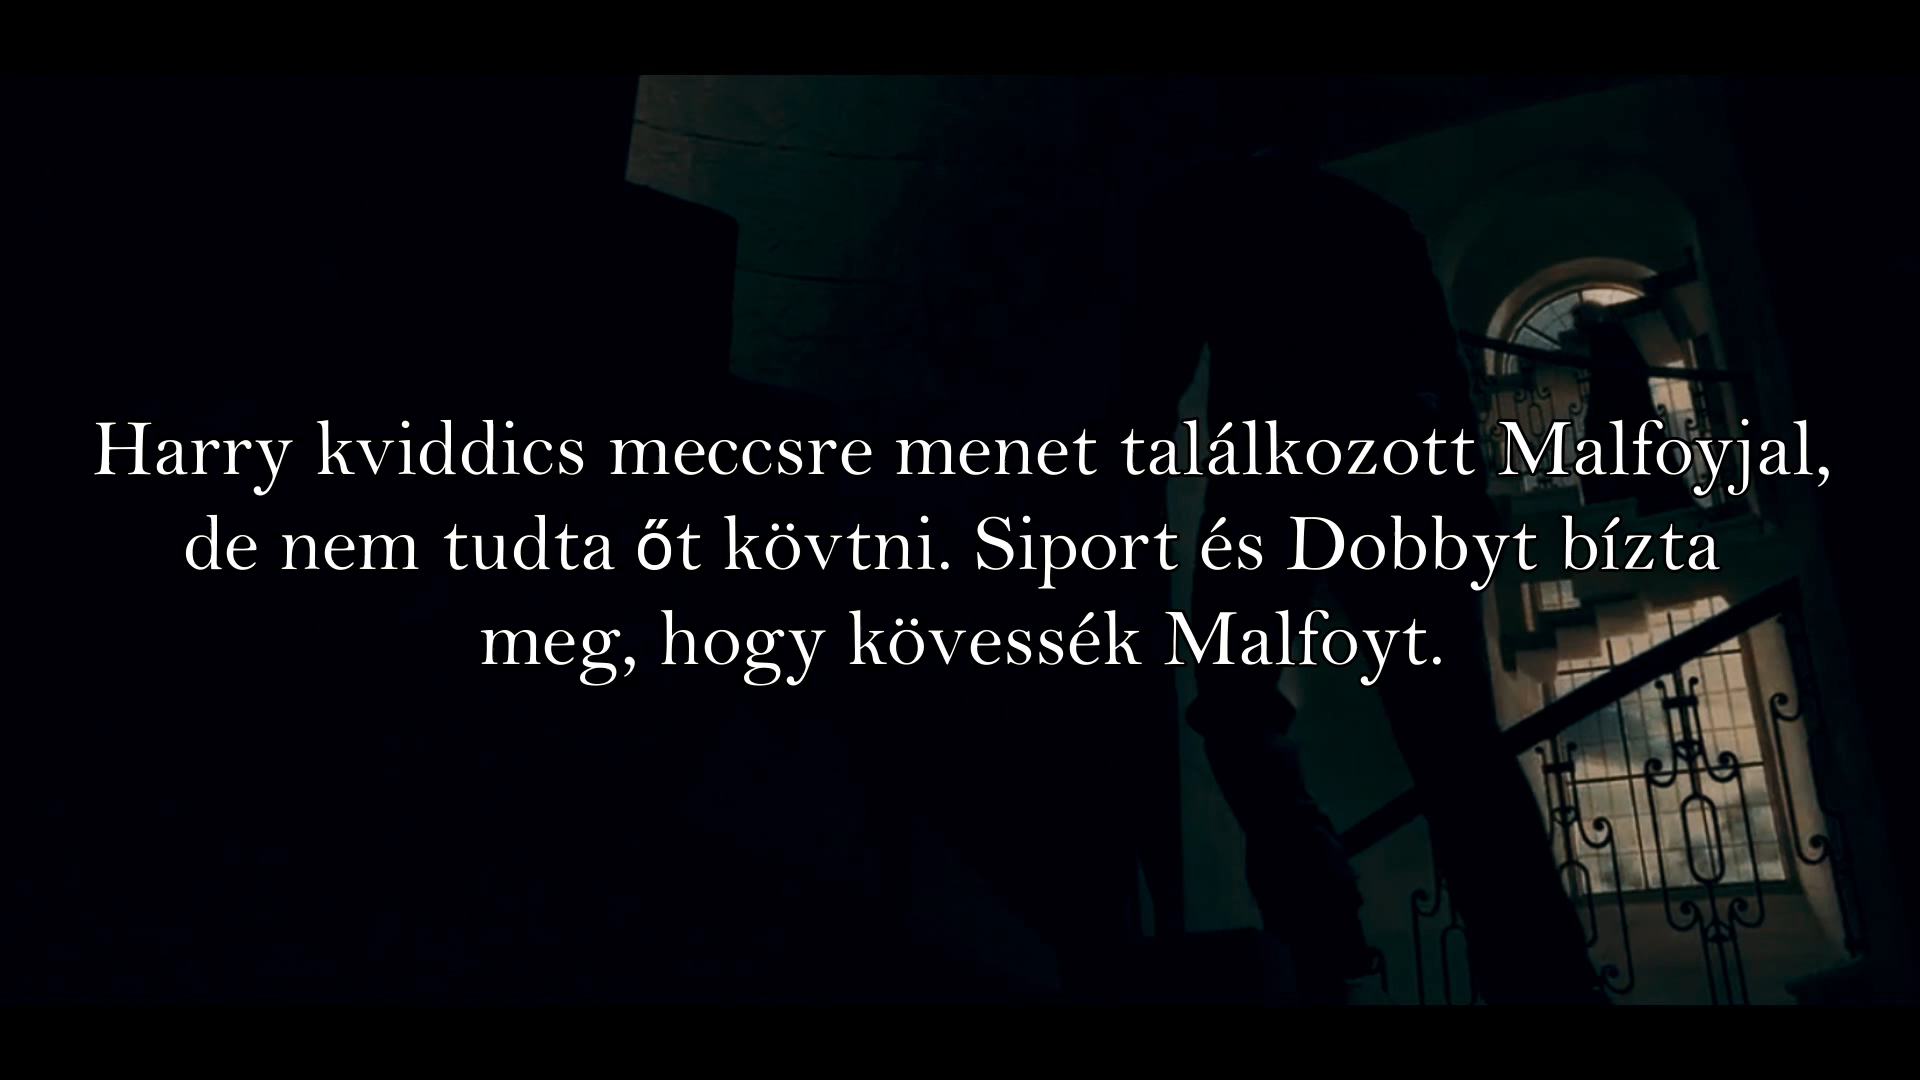 Harry kviddics meccsre menet találkozott Malfoyjal,
de nem tudta őt kövtni. Siport és Dobbyt bízta
meg, hogy kövessék Malfoyt.